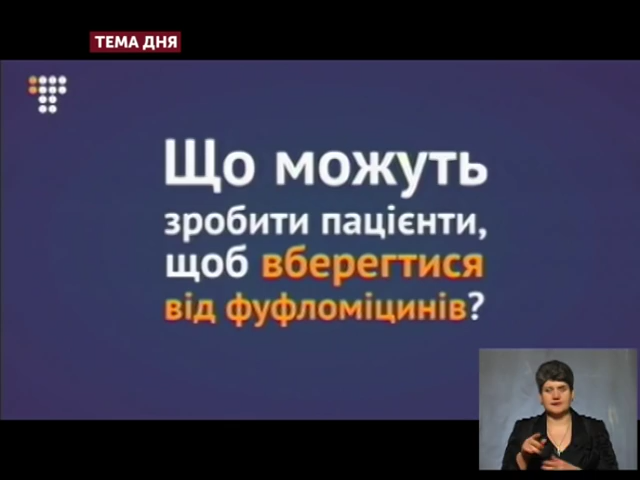 ТЕМА ДНЯ
Що можуть
зробити пацієнти,
щоб вберегтися
від фуфломіцинів?